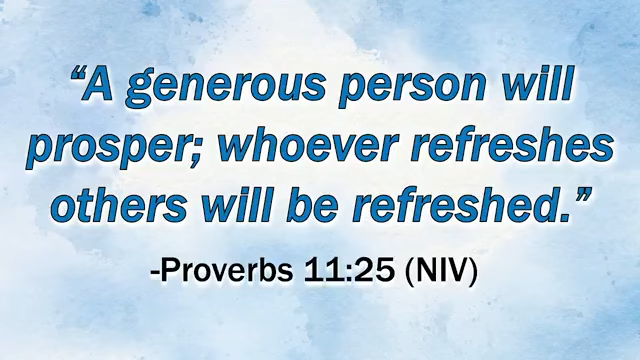 “A generous person will
prosper; whoever refreshes
others will be refreshed.”
-Proverbs 11:25 (NIV)